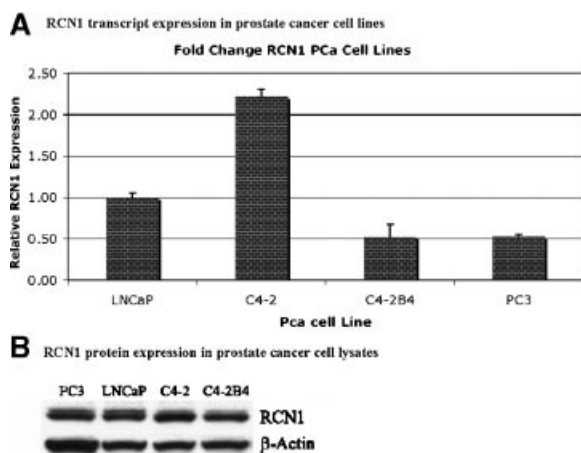 A RCN1 transcript expression in prostate cancer cell lines
Fold Change RCN1 PCa Cell Lines
Relative RCN1 Expression
2.50
2.00
1.50
1.00
0.50
0.00
LNCaP C4-2 C4-2B4 PC3
Pca cell Line
B RCN1 protein expression in prostate cancer cell lysates
PC3 LNCaP C4-2 C4-2B4
RCN1
β-Actin